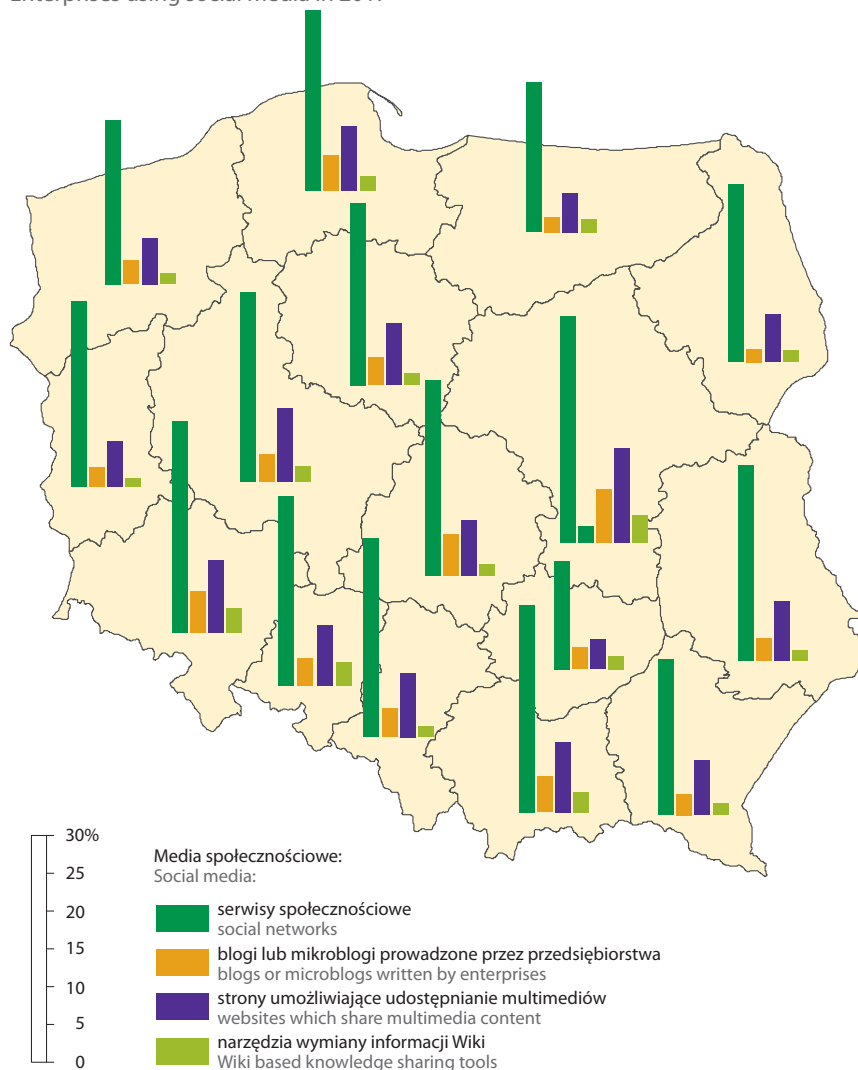 30%
25
20
15
10
5
0
Media społecznościowe:
Social media:
serwisy społecznościowe
social networks
blogi lub mikroblogi prowadzone przez przedsiębiorstwa
blogs or microblogs written by enterprises
strony umożliwiające udostępnianie multimediów
websites which share multimedia content
narzędzia wymiany informacji Wiki
Wiki based knowledge sharing tools